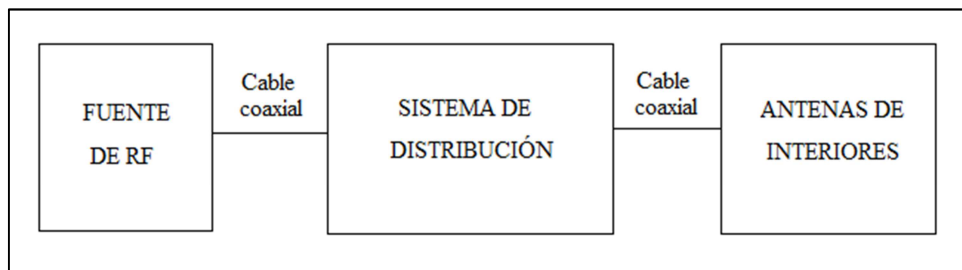 FUENTE
DE RF
Cable
coaxial
SISTEMA DE
DISTRIBUCIÓN
Cable
coaxial
ANTENAS DE
INTERIORES